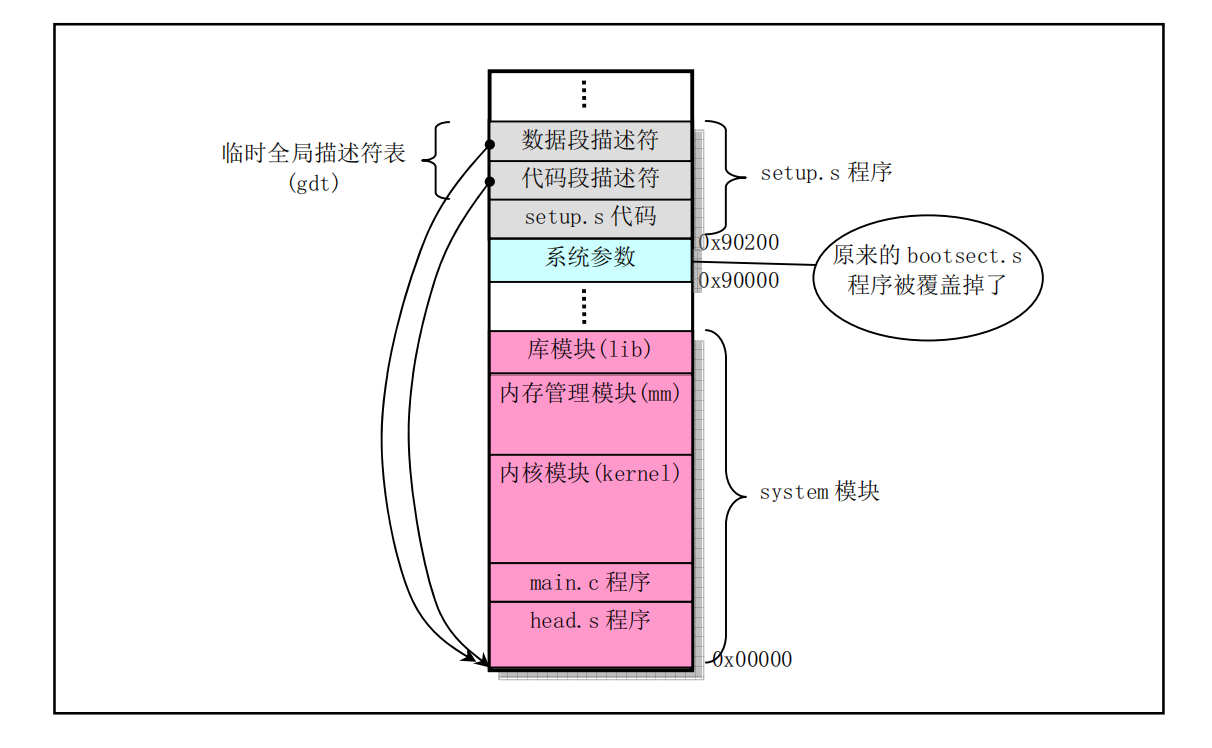 数据段描述符
临时全局描述符表
(gdt)
代码段描述符
setup.s 程序
setup.s 代码
0x90200
系统参数
原来的 bootsect.s
程序被覆盖掉了
0x90000
库模块(lib)
内存管理模块(mm)
内核模块(kernel)
system 模块
main.c 程序
head.s 程序
0x00000